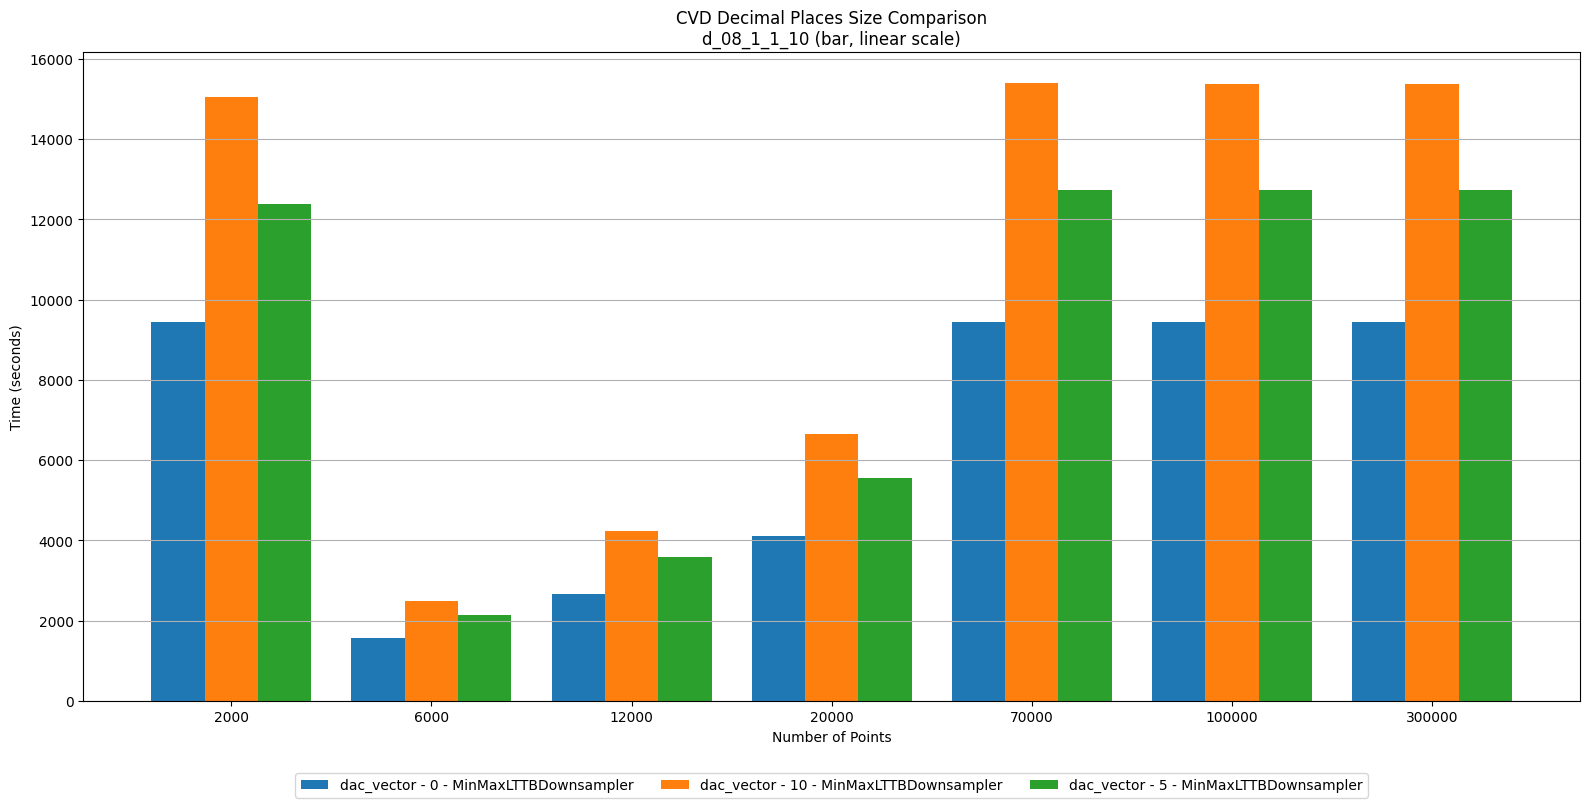 CVD Decimal Places Size Comparison
d_08_1_1_10 (bar, linear scale)
Time (seconds)
16000
14000
12000
10000
8000
6000
4000
2000
0
2000 6000 12000 20000 70000 100000 300000
Number of Points
dac_vector - 0 - MinMaxLTTBDownsampler dac_vector - 10 - MinMaxLTTBDownsampler dac_vector - 5 - MinMaxLTTBDownsampler